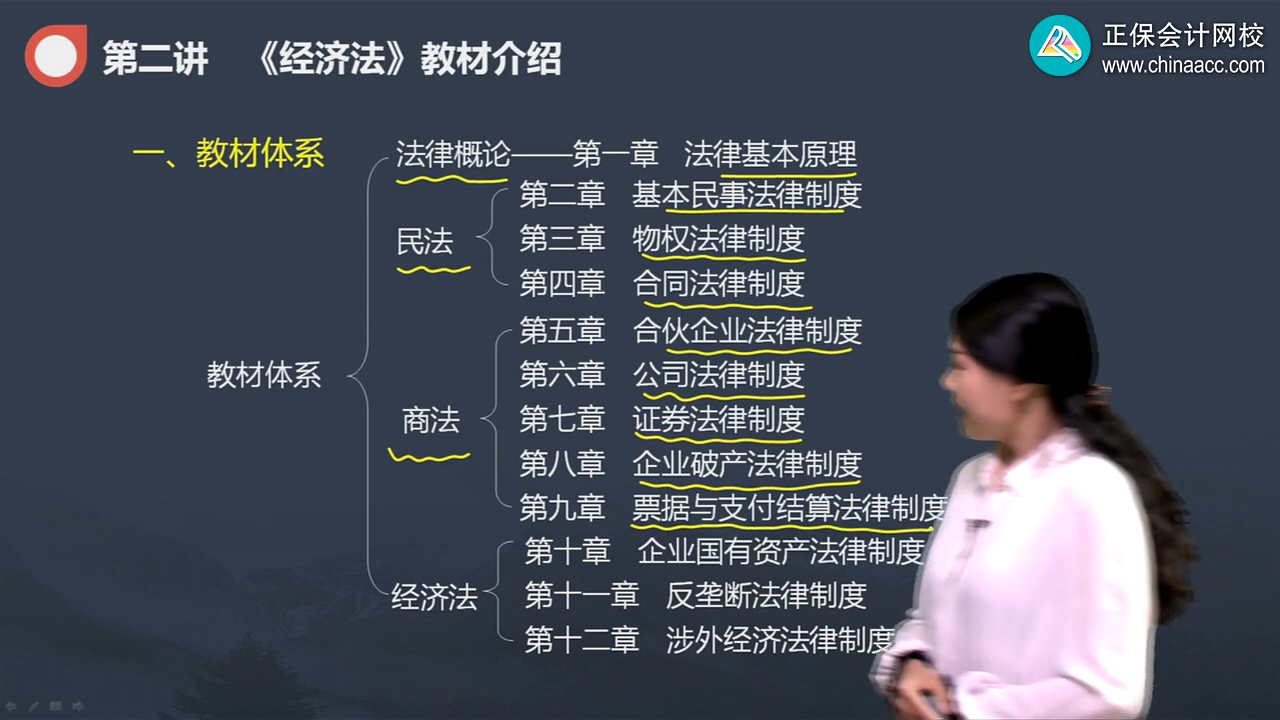 第二讲 《经济法》教材介绍
正保会计网校
www.chinaacc.com
一、教材体系
教材体系
法律概论——第一章 法律基本原理
民法
第二章 基本民事法律制度
第三章 物权法律制度
第四章 合同法律制度
商法
第五章 合伙企业法律制度
第六章 公司法律制度
第七章 证券法律制度
第八章 企业破产法律制度
第九章 票据与支付结算法律制度
经济法
第十章 企业国有资产法律制度
第十一章 反垄断法律制度
第十二章 涉外经济法律制度